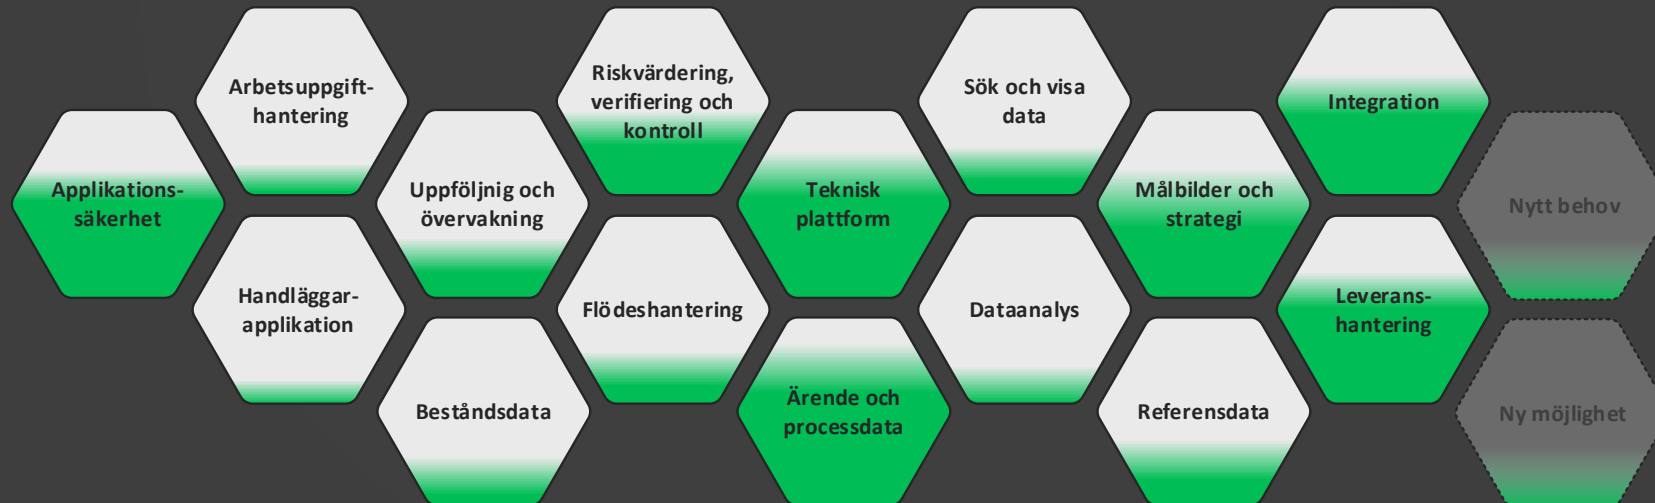 Arbetsuppgift-
hantering
Riskvärdering,
verifiering och
kontroll
Sök och visa
data
Integration
Applikations-
säkerhet
Uppföljnig och
övervakning
Teknisk
plattform
Målbilder och
strategi
Nytt behov
Handläggar-
applikation
Flödeshantering
Dataanalys
Leverans-
hantering
Beståndsdata
Ärende och
processdata
Referensdata
Ny möjlighet